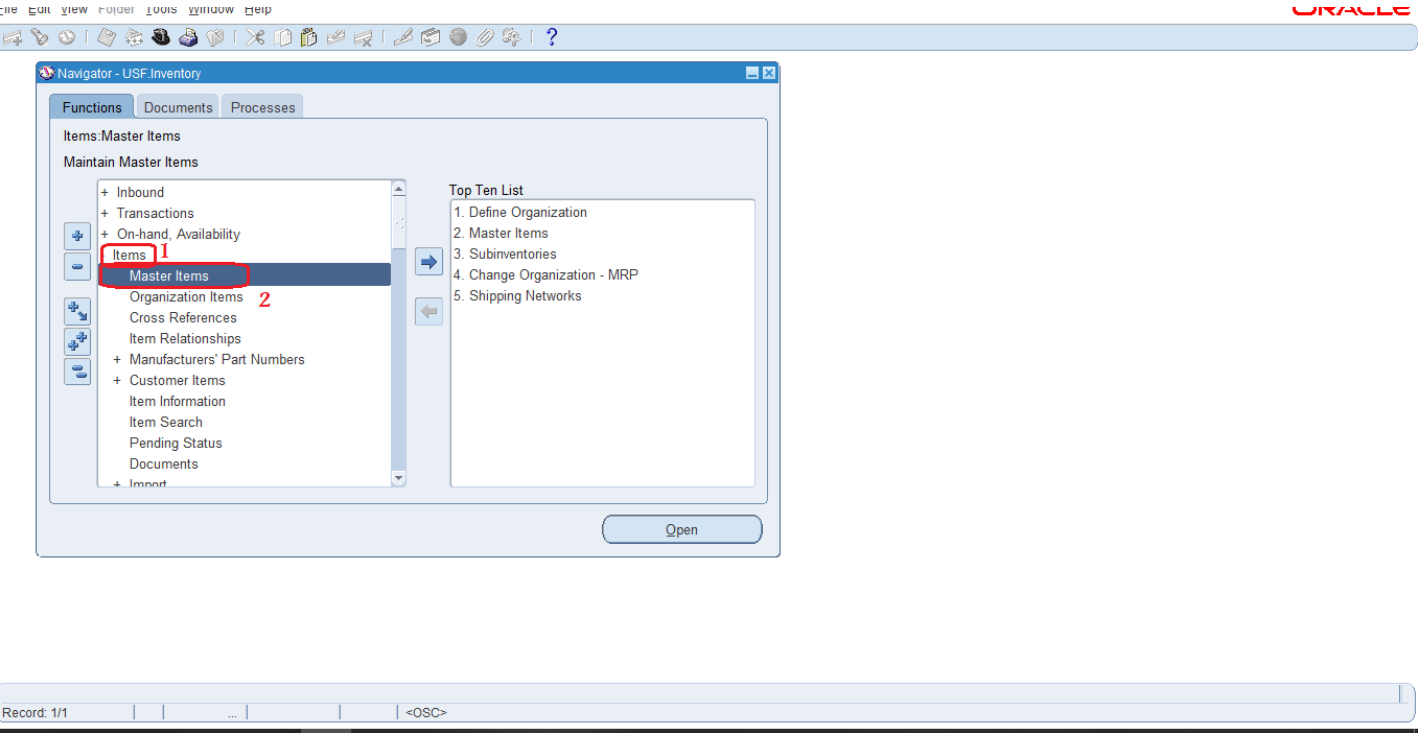 File Edit View Folder Tools Window Help
ORACLE
?
Navigator - USF.Inventory
Functions Documents Processes
Items:Master Items
Maintain Master Items
+ Inbound
+ Transactions
+ On-hand, Availability
- Items 1
Master Items
Organization Items 2
Cross References
Item Relationships
+ Manufacturers' Part Numbers
+ Customer Items
Item Information
Item Search
Pending Status
Documents
+ Import
Top Ten List
1. Define Organization
2. Master Items
3. Subinventories
4. Change Organization - MRP
5. Shipping Networks
Open
Record: 1/1 ... <OSC>